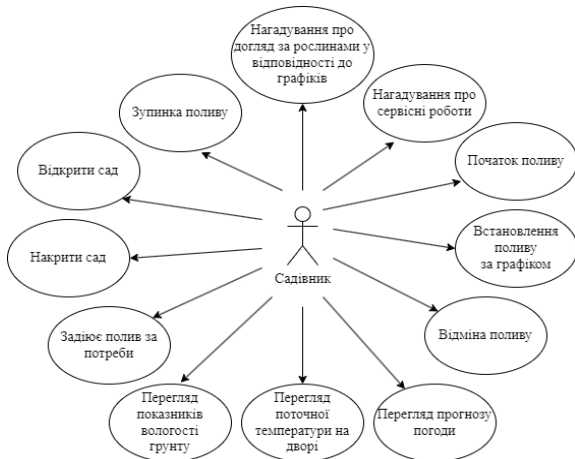 Нагадування про
догляд за рослинами у
відповідності до
графіків
Зупинка поливу
Нагадування про
сервісні роботи
Відкрити сад
Початок поливу
Накрити сад
Встановлення
поливу
за графіком
Садівник
Задіює полив за
потреби
Відміна поливу
Перегляд
показників
вологості
грунту
Перегляд
поточної
температури на
дворі
Перегляд прогнозу
погоди